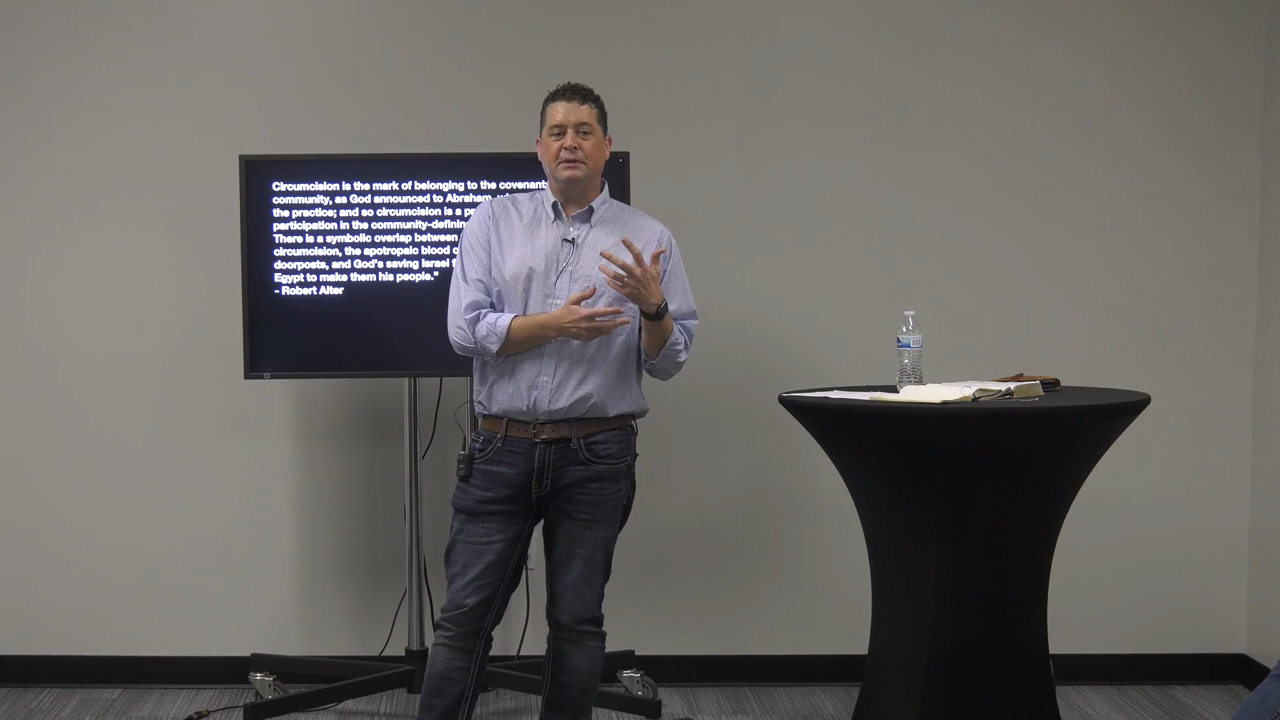 Circumcision is the mark of belonging to the covenant
community, as God announced to Abraham,
the practice; and so circumcision is a
participation in the community-defining
There is a symbolic overlap between
circumcision, the apotropaic blood
doorposts, and God's saving Israel
Egypt to make them his people."
- Robert Alter